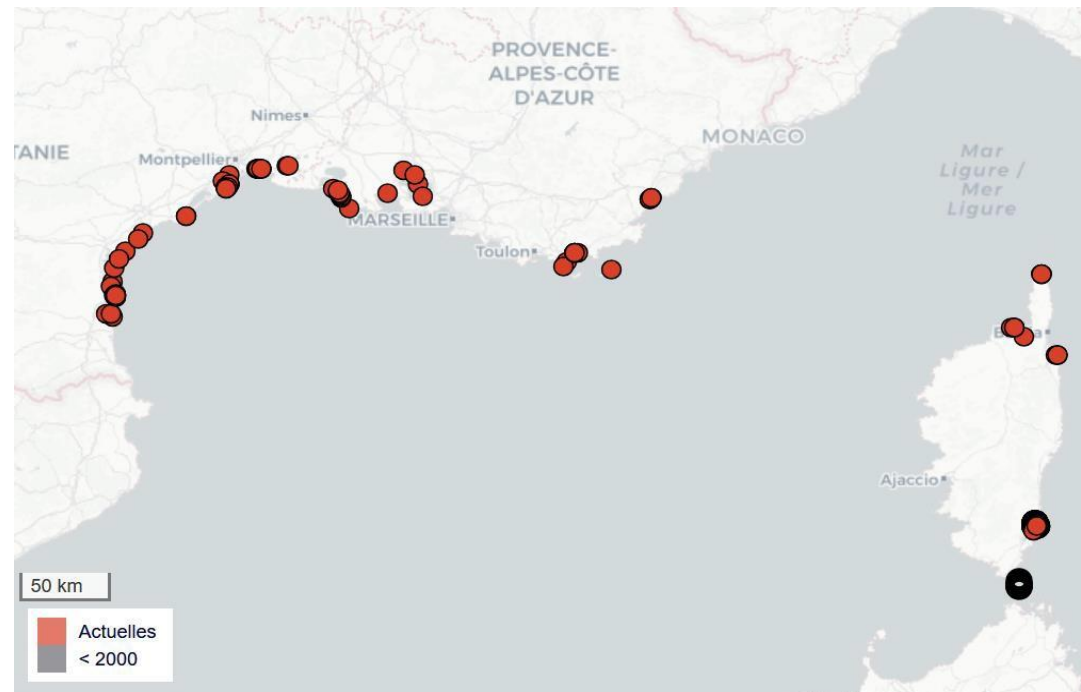 PROVENCE-
ALPES-CÔTE
D'AZUR
Nimes
MONACO
TANIE
Montpellier
Mar
Ligure /
Mer
Ligure
MARSEILLE
Toulon
Ajaccio
50 km
Actuelles
< 2000